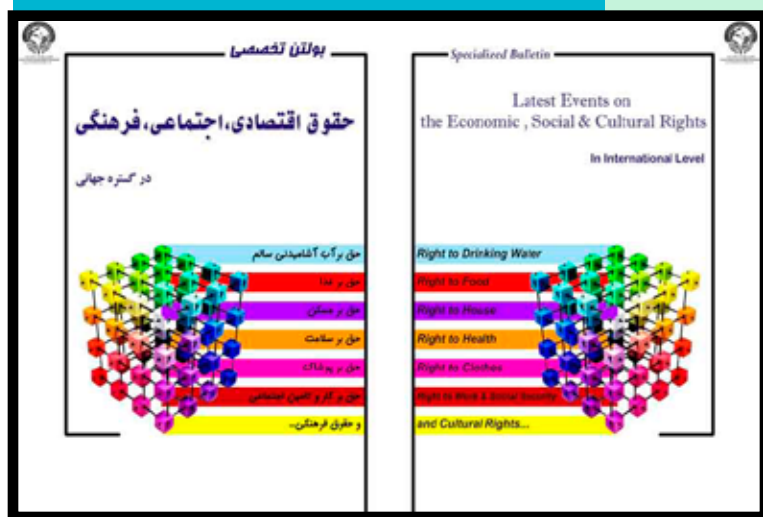 بولتن تخصصی
حقوق اقتصادی، اجتماعی، فرهنگی
در گستره جهانی
حق بر آب آشامیدنی سالم
حق بر غذا
حق بر مسکن
حق بر سلامت
حق بر پوشاک
حق بر کار و تامین اجتماعی
و حقوق فرهنگی...
Specialized Bulletin
Latest Events on
the Economic , Social & Cultural Rights
In International Level
Right to Drinking Water
Right to Food
Right to House
Right to Health
Right to Clothes
Right to Work & Social Security
and Cultural Rights...